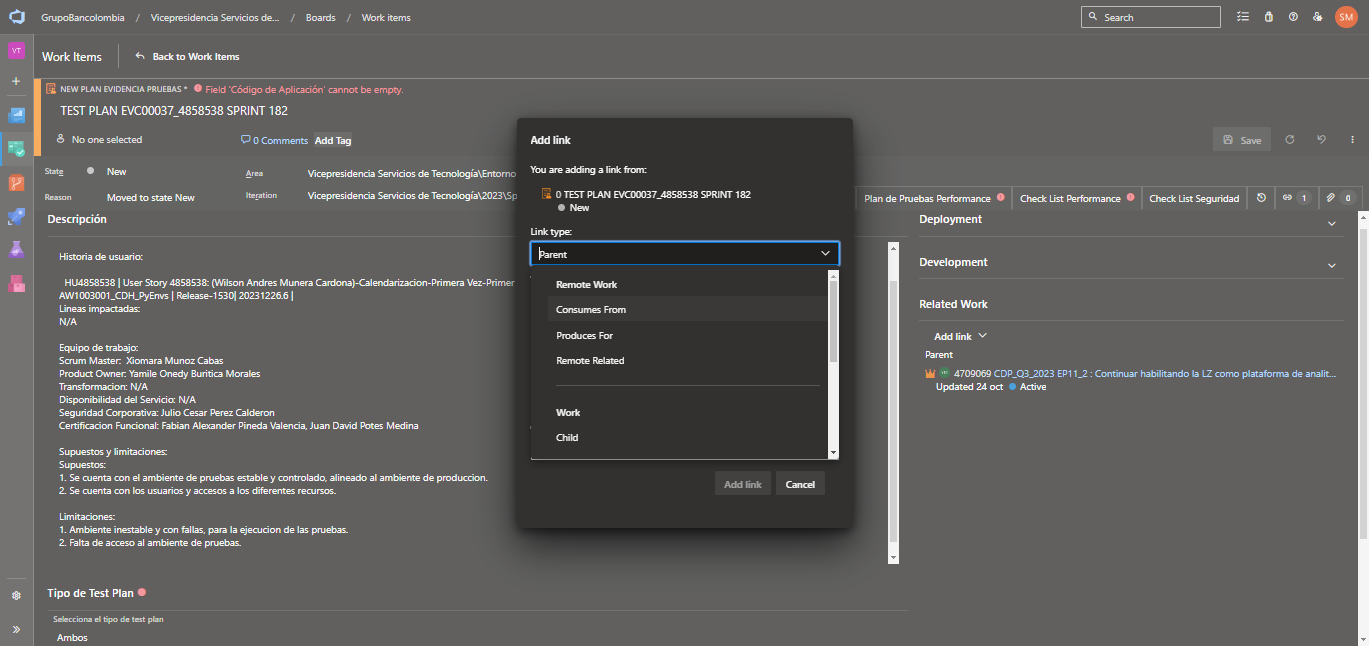 GrupoBancolombia / Vicepresidencia Servicios de... / Boards / Work items
Search
SM
VT
Work Items
Back to Work Items
NEW PLAN EVIDENCIA PRUEBAS * Field 'Código de Aplicación' cannot be empty.
TEST PLAN EVC00037_4858538 SPRINT 182
No one selected
0 Comments
Add Tag
Save
State
New
Area
Vicepresidencia Servicios de Tecnología\Entorno
Reason
Moved to state New
Iteration
Vicepresidencia Servicios de Tecnología\2023\Sp
Plan de Pruebas Performance
Check List Performance
Check List Seguridad
1
0
Descripción
Historia de usuario:
HU4858538 | User Story 4858538: (Wilson Andres Munera Cardona)-Calendarizacion-Primera Vez-Primer
AW1003001_CDH_PyEnvs | Release-1530| 20231226.6 |
Lineas impactadas:
N/A
Equipo de trabajo:
Scrum Master: Xiomara Munoz Cabas
Product Owner: Yamile Onedy Buritica Morales
Transformacion: N/A
Disponibilidad del Servicio: N/A
Seguridad Corporativa: Julio Cesar Perez Calderon
Certificacion Funcional: Fabian Alexander Pineda Valencia, Juan David Potes Medina
Supuestos y limitaciones:
Supuestos:
1. Se cuenta con el ambiente de pruebas estable y controlado, alineado al ambiente de produccion.
2. Se cuenta con los usuarios y accesos a los diferentes recursos.
Limitaciones:
1. Ambiente inestable y con fallas, para la ejecucion de las pruebas.
2. Falta de acceso al ambiente de pruebas.
Tipo de Test Plan
Selecciona el tipo de test plan
Ambos
Add link
You are adding a link from:
0 TEST PLAN EVC00037_4858538 SPRINT 182
New
Link type:
Parent
Remote Work
Consumes From
Produces For
Remote Related
Work
Child
Add link
Cancel
Deployment
Development
Related Work
Add link
Parent
4709069 CDP_Q3_2023 EP11_2 : Continuar habilitando la LZ como plataforma de analit...
Updated 24 oct
Active